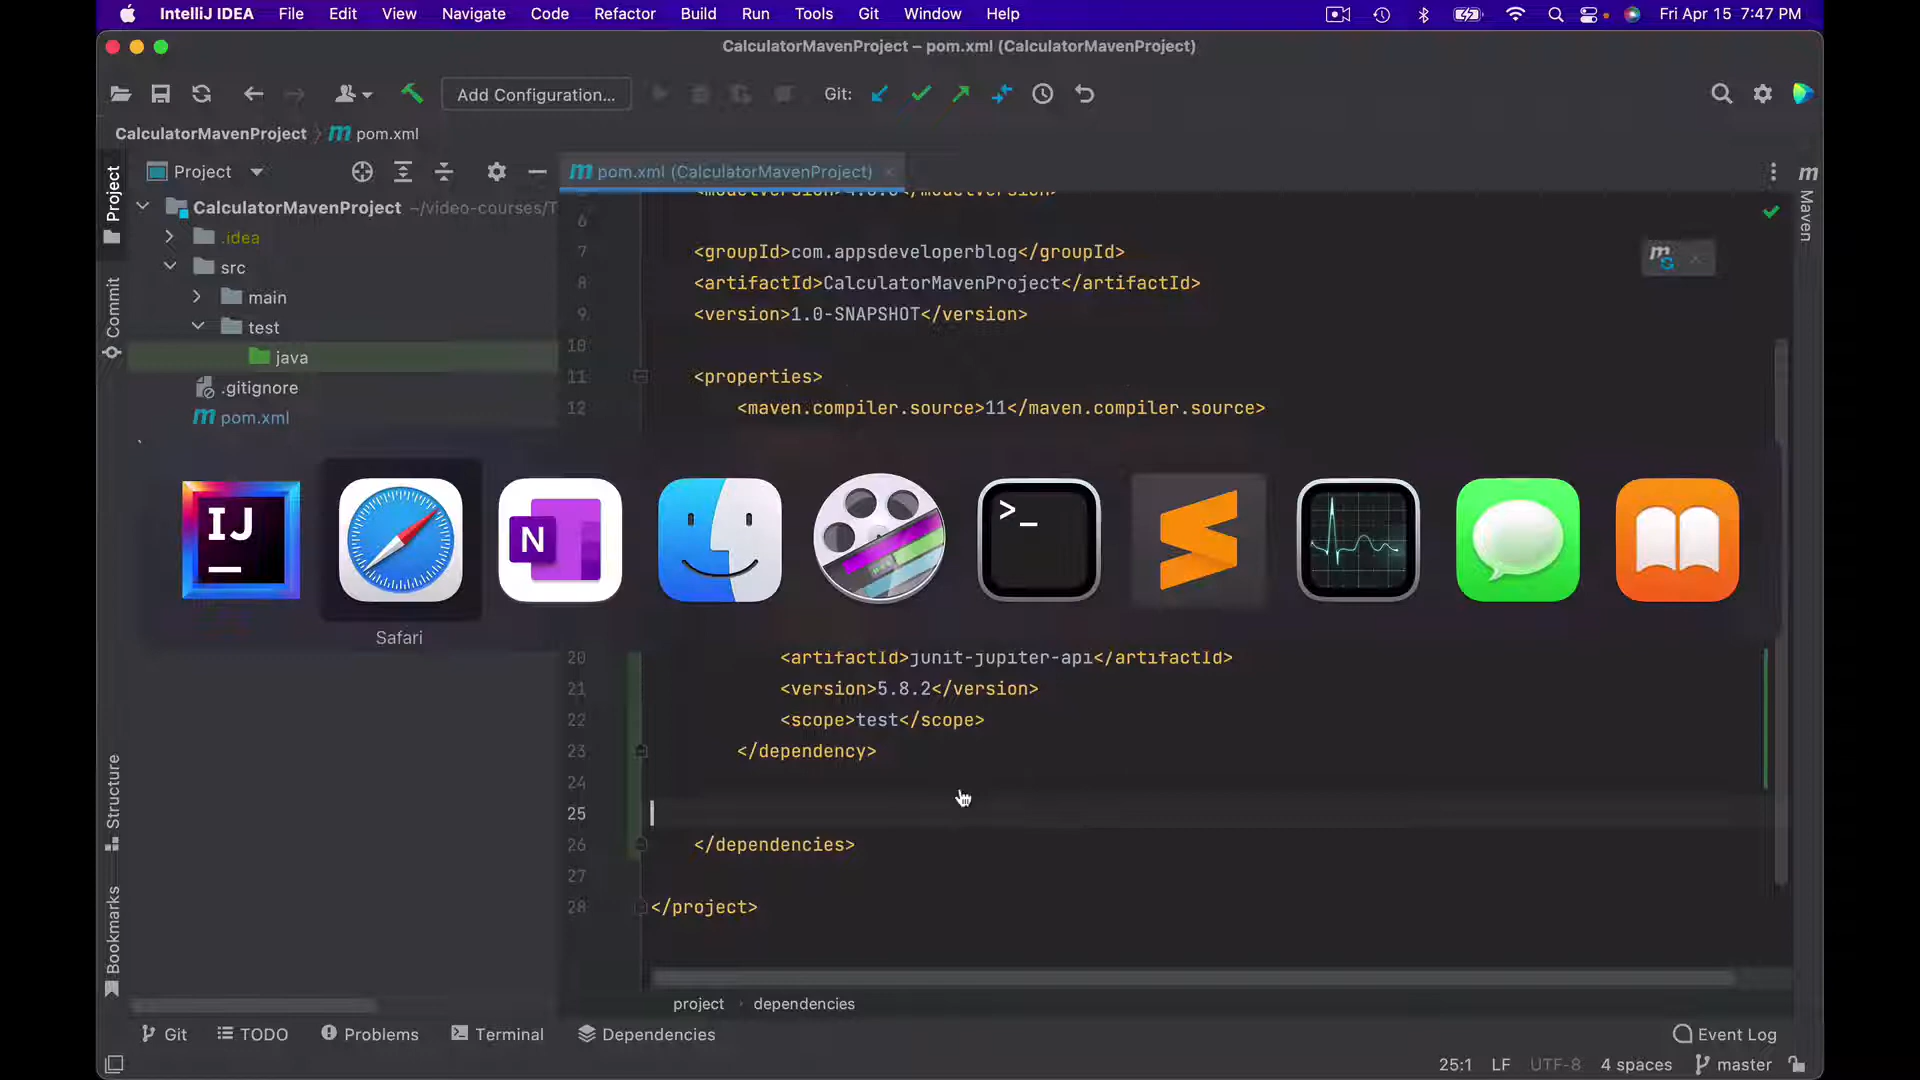 IntelliJ IDEA File Edit View Navigate Code Refactor Build Run Tools Git Window Help Fri Apr 15 7:47 PM
CalculatorMavenProject – pom.xml (CalculatorMavenProject)
Add Configuration... Git:
CalculatorMavenProject pom.xml
Project pom.xml (CalculatorMavenProject)
CalculatorMavenProject ~/video-courses/T
.idea
src
main
test
java
.gitignore
pom.xml
Project
Commit
Structure
Bookmarks
Maven
6
7 <groupId>com.appsdeveloperblog</groupId>
8 <artifactId>CalculatorMavenProject</artifactId>
9 <version>1.0-SNAPSHOT</version>
10
11 <properties>
12 <maven.compiler.source>11</maven.compiler.source>
IJ
N
>_
Safari
20 <artifactId>junit-jupiter-api</artifactId>
21 <version>5.8.2</version>
22 <scope>test</scope>
23 </dependency>
24
25
26 </dependencies>
27
28 </project>
project dependencies
Git TODO Problems Terminal Dependencies Event Log
25:1 LF UTF-8 4 spaces master